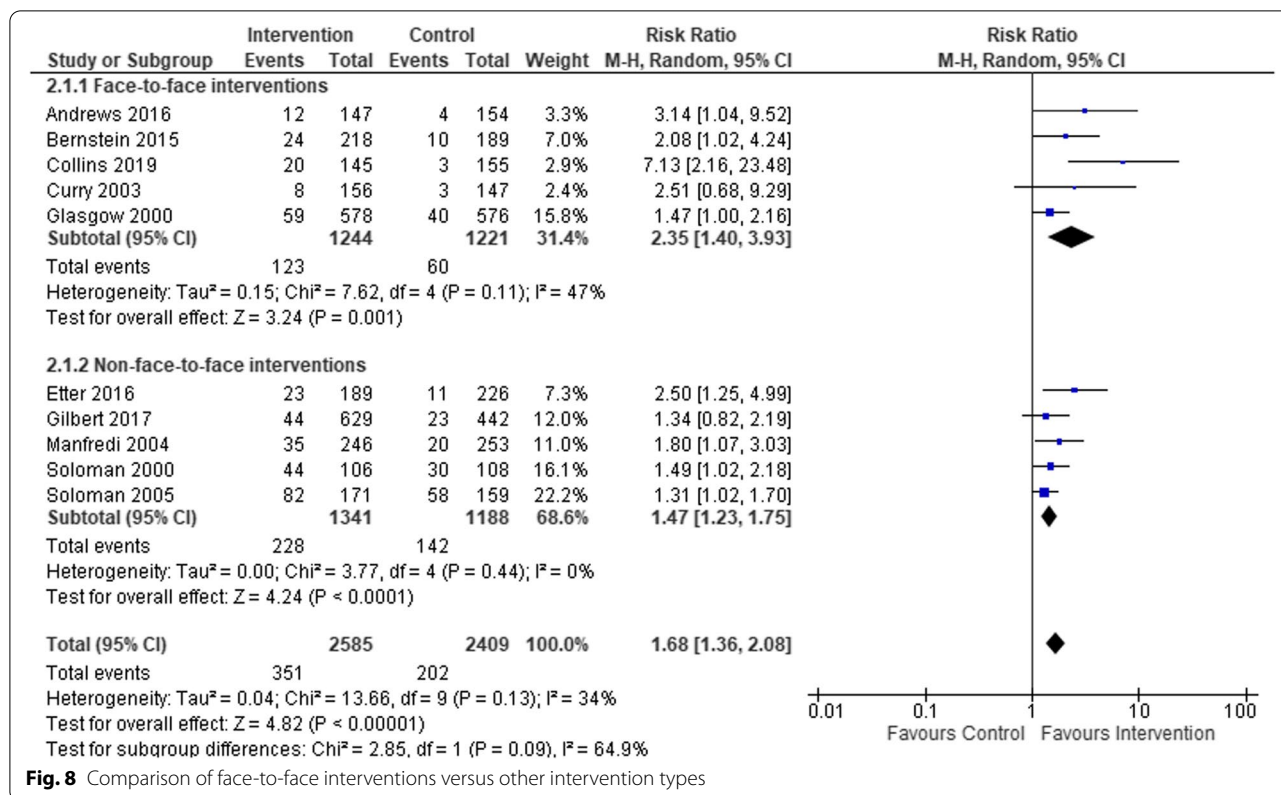 Intervention Control Risk Ratio Risk Ratio
Study or Subgroup Events Total Events Total Weight M-H, Random, 95% CI M-H, Random, 95% CI
2.1.1 Face-to-face interventions
Andrews 2016 12 147 4 154 3.3% 3.14 [1.04, 9.52]
Bernstein 2015 24 218 10 189 7.0% 2.08 [1.02, 4.24]
Collins 2019 20 145 3 155 2.9% 7.13 [2.16, 23.48]
Curry 2003 8 156 3 147 2.4% 2.51 [0.68, 9.29]
Glasgow 2000 59 578 40 576 15.8% 1.47 [1.00, 2.16]
Subtotal (95% CI) 1244 1221 31.4% 2.35 [1.40, 3.93]
Total events 123 60
Heterogeneity: Tau² = 0.15; Chi² = 7.62, df = 4 (P = 0.11); I² = 47%
Test for overall effect: Z = 3.24 (P = 0.001)
2.1.2 Non-face-to-face interventions
Etter 2016 23 189 11 226 7.3% 2.50 [1.25, 4.99]
Gilbert 2017 44 629 23 442 12.0% 1.34 [0.82, 2.19]
Manfredi 2004 35 246 20 253 11.0% 1.80 [1.07, 3.03]
Soloman 2000 44 106 30 108 16.1% 1.49 [1.02, 2.18]
Soloman 2005 82 171 58 159 22.2% 1.31 [1.02, 1.70]
Subtotal (95% CI) 1341 1188 68.6% 1.47 [1.23, 1.75]
Total events 228 142
Heterogeneity: Tau² = 0.00; Chi² = 3.77, df = 4 (P = 0.44); I² = 0%
Test for overall effect: Z = 4.24 (P < 0.0001)
Total (95% CI) 2585 2409 100.0% 1.68 [1.36, 2.08]
Total events 351 202
Heterogeneity: Tau² = 0.04; Chi² = 13.66, df = 9 (P = 0.13); I² = 34%
Test for overall effect: Z = 4.82 (P < 0.00001)
Test for subgroup differences: Chi² = 2.85, df = 1 (P = 0.09), I² = 64.9%
0.01 0.1 1 10 100
Favours Control Favours Intervention
Fig. 8 Comparison of face-to-face interventions versus other intervention types